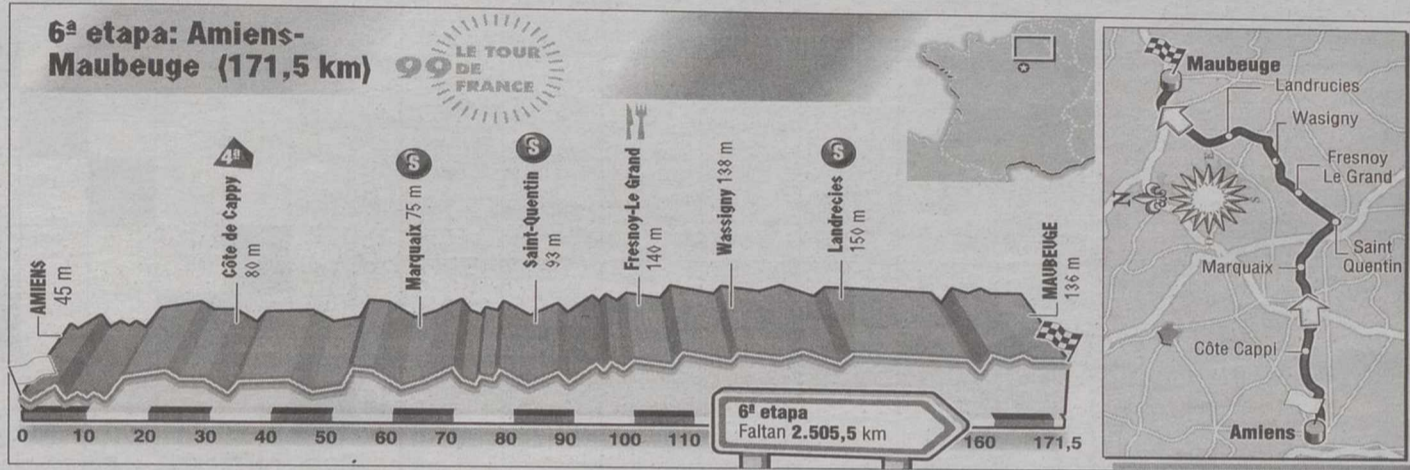 6ª etapa: Amiens-
Maubeuge (171,5 km)
99
LE TOUR
DE
FRANCE
AMIENS
45 m
4ª
Côte de Cappy
80 m
S
Marquaix 75 m
S
Saint-Quentin
93 m
Fresnoy-Le Grand
140 m
Wassigny 138 m
S
Landrecies
150 m
MAUBEUGE
136 m
0 10 20 30 40 50 60 70 80 90 100 110 160 171,5
6ª etapa
Faltan 2.505,5 km
Maubeuge
Landrucies
Wasigny
Fresnoy
Le Grand
N
E
S
O
Saint
Quentin
Marquaix
Côte Cappi
Amiens